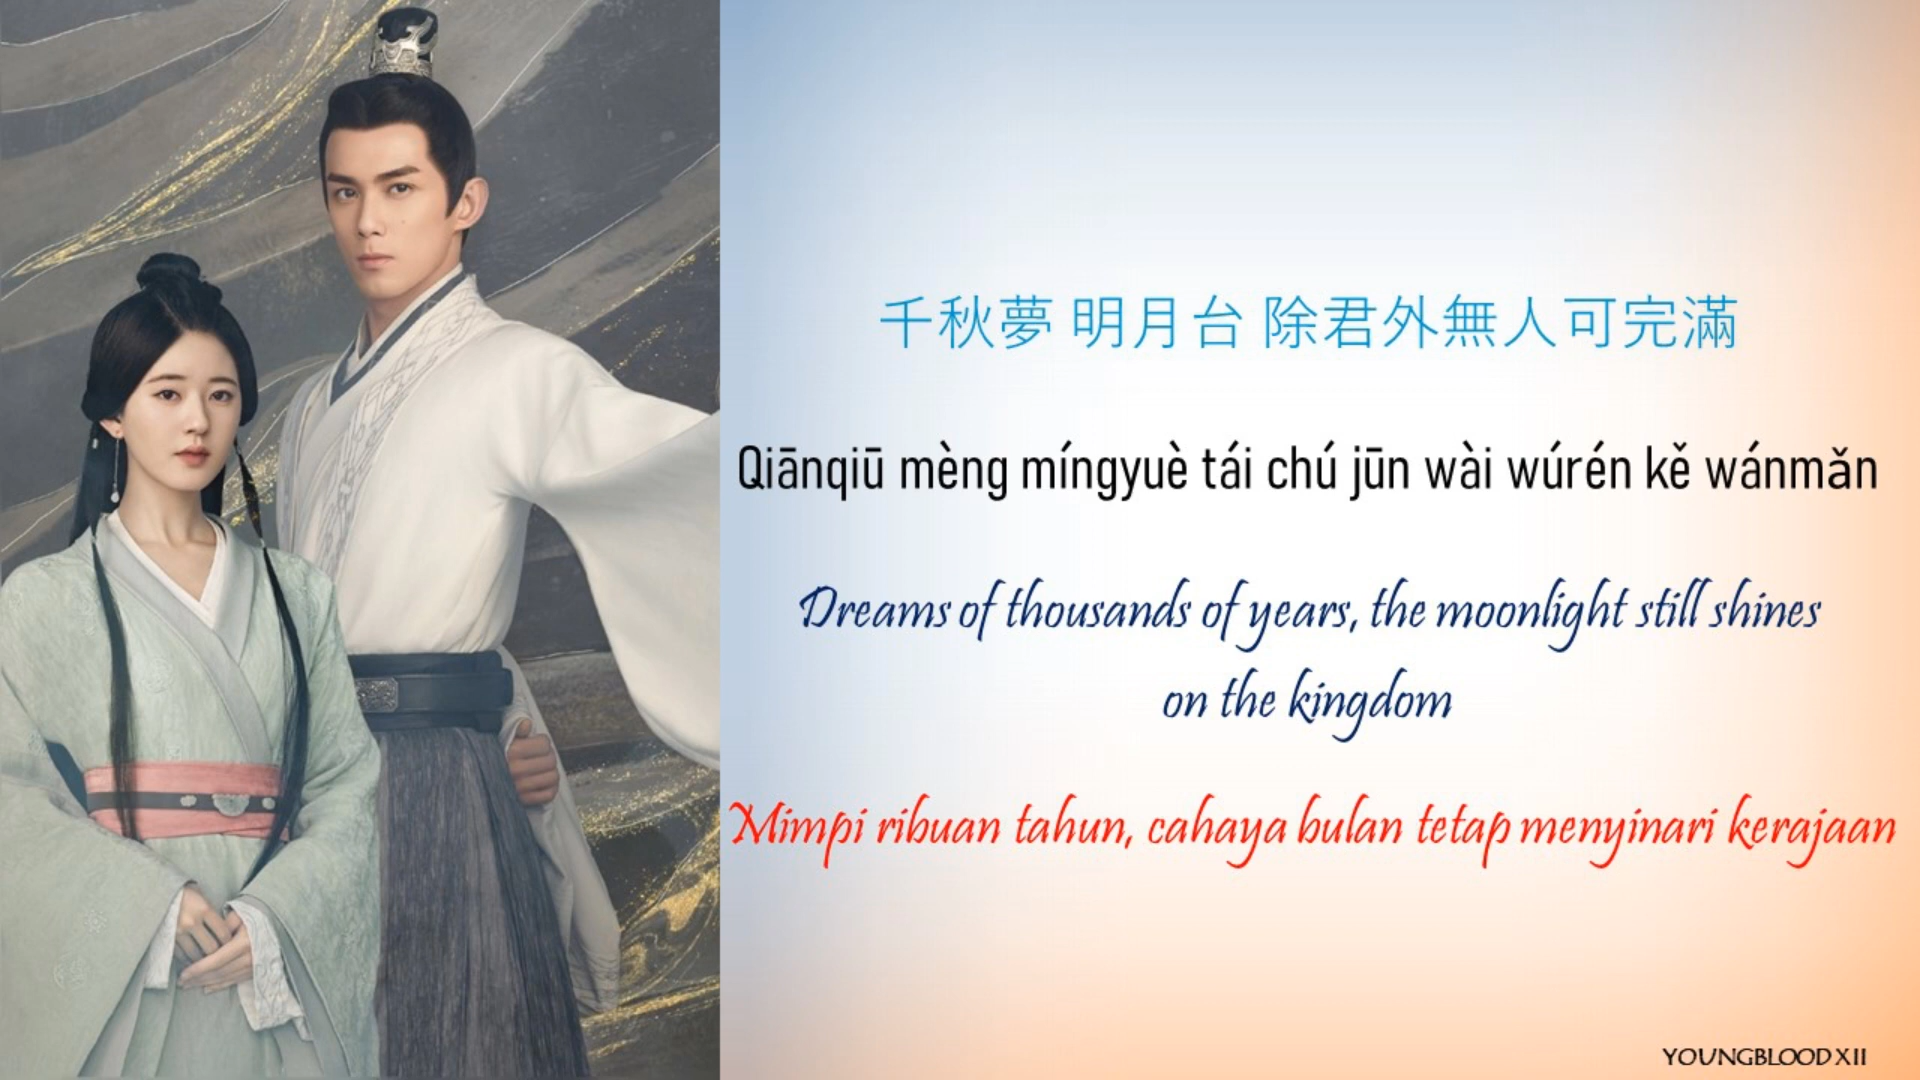 千秋夢 明月台 除君外無人可完滿
Qiānqiū mèng míngyuè tái chú jūn wài wúrén kě wánmǎn
Dreams of thousands of years, the moonlight still shines
on the kingdom
Mimpi ribuan tahun, cahaya bulan tetap menyinari kerajaan
YOUNGBLOOD XII